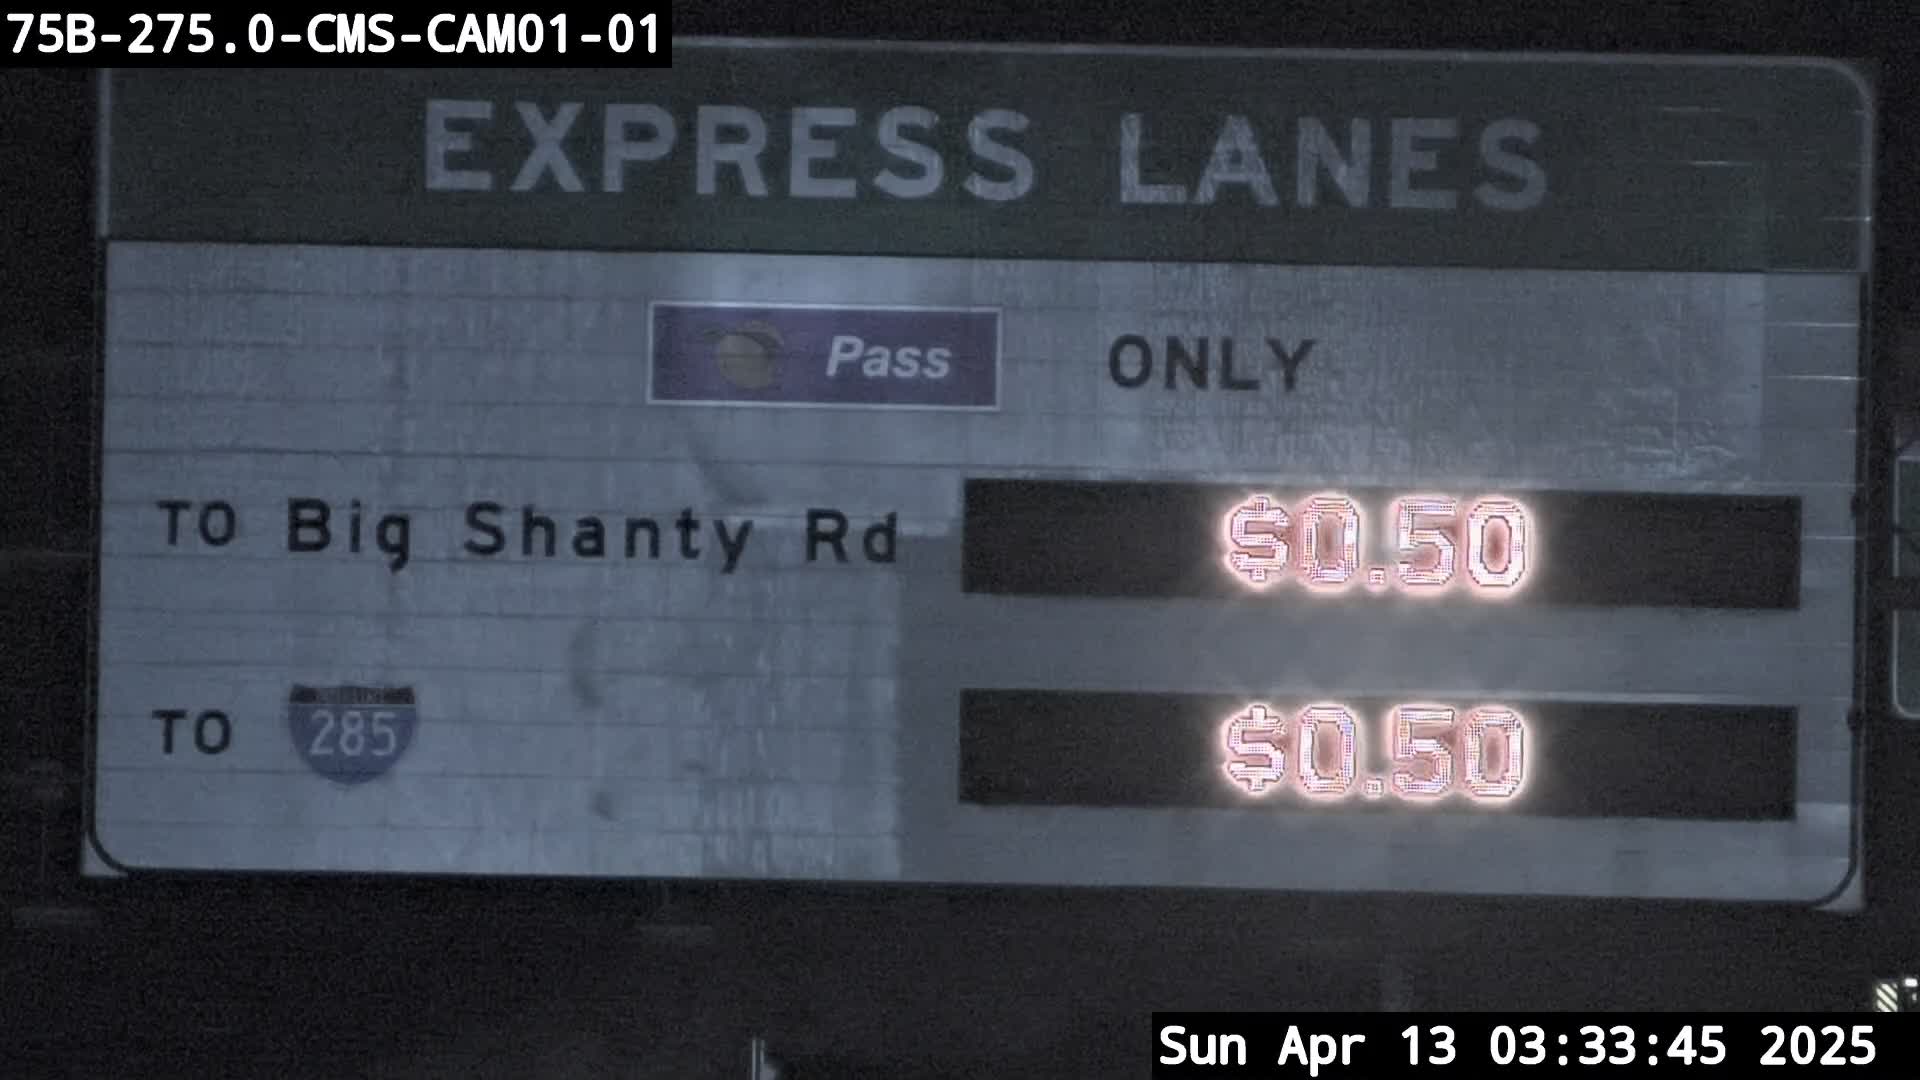 75B-275.0-CMS-CAM01-01
EXPRESS LANES
Pass ONLY
TO Big Shanty Rd $0.50
TO 285 $0.50
Sun Apr 13 03:33:45 2025